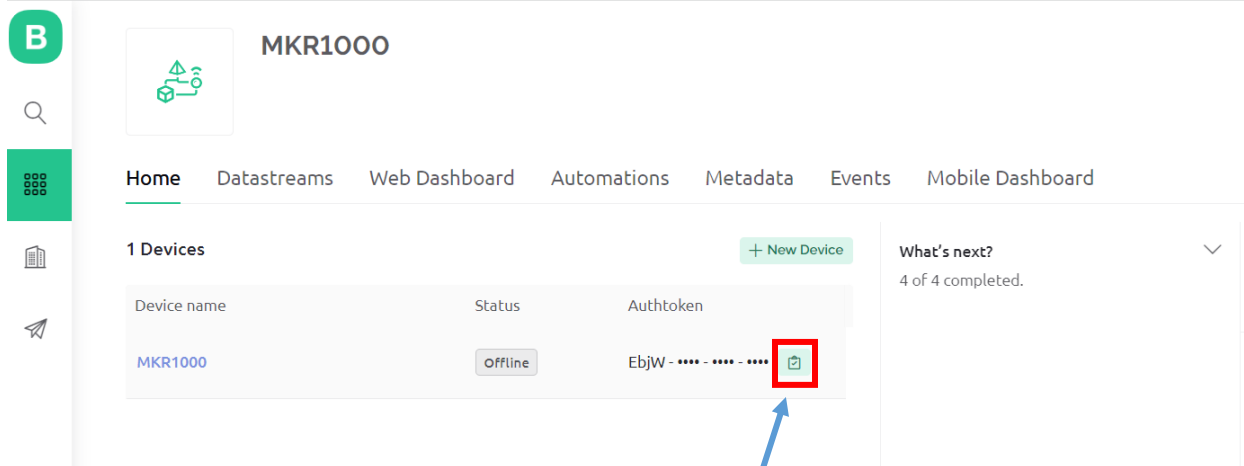 B
MKR1000
Home Datastreams Web Dashboard Automations Metadata Events Mobile Dashboard
1 Devices
+ New Device
Device name Status Authtoken
MKR1000 Offline EbjW - •••• - •••• - ••••
What's next?
4 of 4 completed.